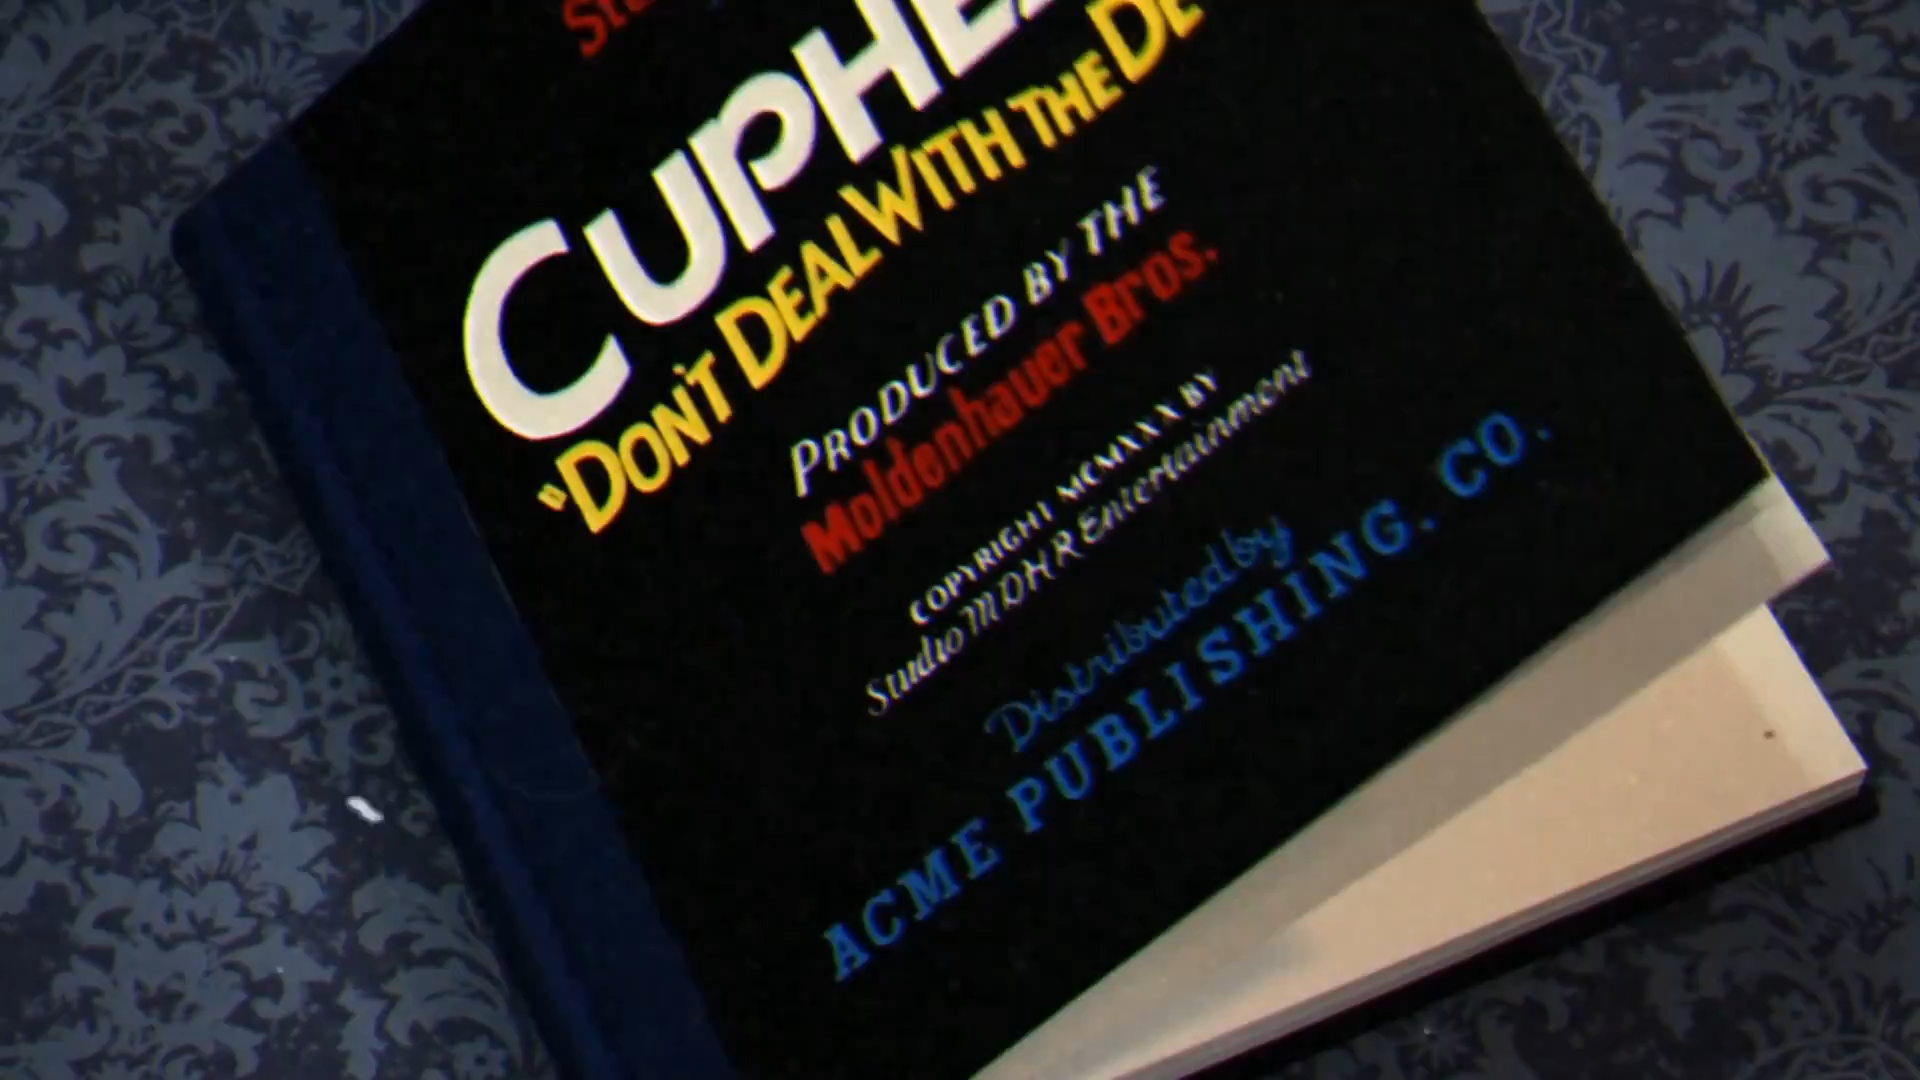 CUPHEA
"DON'T DEAL WITH THE DE
PRODUCED BY THE
Moldenhauer Bros.
COPYRIGHT MCMXXX BY
Studio MDHR Entertainment
Distributed by
ACME PUBLISHING. CO.